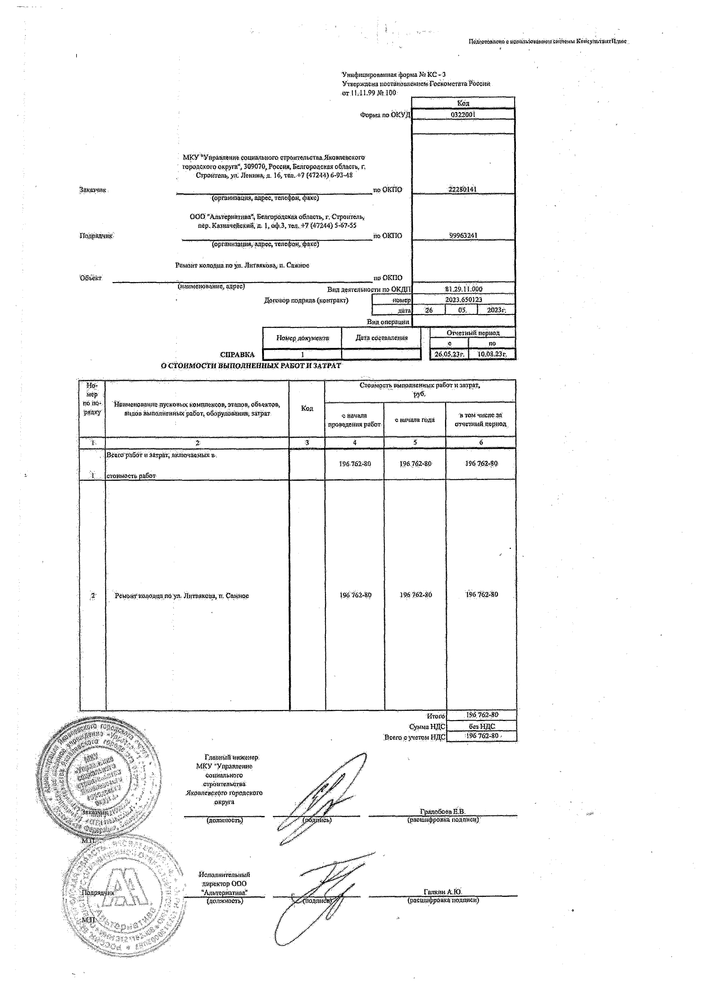 Подготовлено с использованием системы КонсультантПлюс
Унифицированная форма № КС - 3
Утверждена постановлением Госкомстата России
от 11.11.99 № 100
Код
Форма по ОКУД 0322001
МКУ "Управление социального строительства Яковлевского
городского округа", 309070, Россия, Белгородская область, г.
Строитель, ул. Ленина, д. 16, тел. +7 (47244) 6-93-48
Заказчик по ОКПО 22280141
(организация, адрес, телефон, факс)
ООО "Альтернатива", Белгородская область, г. Строитель,
пер. Казначейский, д. 1, оф.3, тел. +7 (47244) 5-67-55
Подрядчик по ОКПО 99963241
(организация, адрес, телефон, факс)
Ремонт колодца по ул. Литвякова, п. Сажное
Объект по ОКПО
(наименование, адрес)
Вид деятельности по ОКДП 81.29.11.000
Договор подряда (контракт) номер 2023.650123
дата 26 05. 2023г.
Вид операции
Номер документа Дата составления Отчетный период
с по
СПРАВКА 1 26.05.23г. 10.08.23г.
О СТОИМОСТИ ВЫПОЛНЕННЫХ РАБОТ И ЗАТРАТ
Но-
мер
по по-
рядку
Наименование пусковых комплексов, этапов, объектов,
видов выполненных работ, оборудования, затрат
Код
Стоимость выполненных работ и затрат,
руб.
с начала
проведения работ
с начала года
в том числе за
отчетный период
1 2 3 4 5 6
Всего работ и затрат, включаемых в
196 762-80 196 762-80 196 762-80
1 стоимость работ
2 Ремонт колодца по ул. Литвякова, п. Сажное 196 762-80 196 762-80 196 762-80
Итого 196 762-80
Сумма НДС без НДС
Всего с учетом НДС 196 762-80
Главный инженер
МКУ "Управление
социального
строительства
Яковлевского городского
округа
Заказчик Гралобоев Е.В.
(должность) (подпись) (расшифровка подписи)
М.П.
Исполнительный
директор ООО
Подрядчик "Альтернатива" Галкин А.Ю.
(должность) (подпись) (расшифровка подписи)
М.П.
Альтернатива